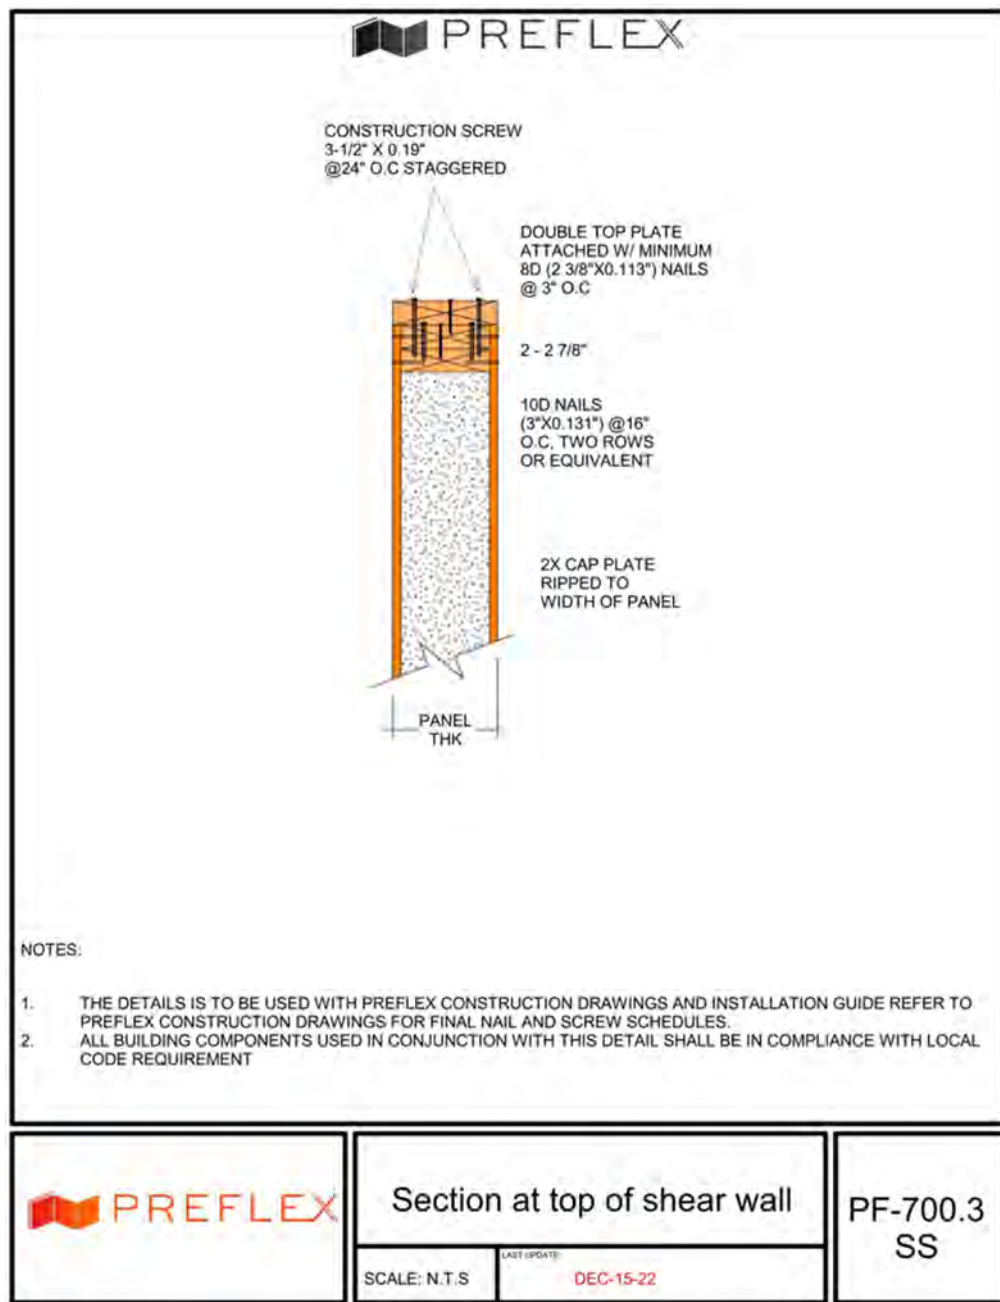 PREFLEX
CONSTRUCTION SCREW
3-1/2" X 0.19"
@24" O.C STAGGERED
DOUBLE TOP PLATE
ATTACHED W/ MINIMUM
8D (2 3/8"X0.113") NAILS
@ 3" O.C
2 - 2 7/8"
10D NAILS
(3"X0.131") @16"
O.C, TWO ROWS
OR EQUIVALENT
2X CAP PLATE
RIPPED TO
WIDTH OF PANEL
PANEL
THK
NOTES:
1. THE DETAILS IS TO BE USED WITH PREFLEX CONSTRUCTION DRAWINGS AND INSTALLATION GUIDE REFER TO
PREFLEX CONSTRUCTION DRAWINGS FOR FINAL NAIL AND SCREW SCHEDULES.
2. ALL BUILDING COMPONENTS USED IN CONJUNCTION WITH THIS DETAIL SHALL BE IN COMPLIANCE WITH LOCAL
CODE REQUIREMENT
PREFLEX
Section at top of shear wall
SCALE: N.T.S
LAST UPDATE:
DEC-15-22
PF-700.3
SS